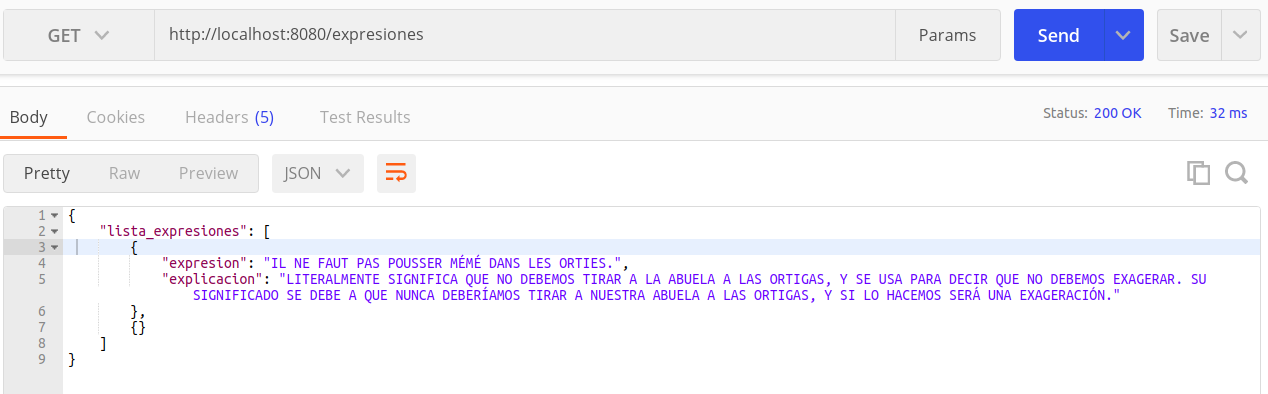 GET http://localhost:8080/expresiones Params Send Save
Body Cookies Headers (5) Test Results Status: 200 OK Time: 32 ms
Pretty Raw Preview JSON
1 {
2 "lista_expresiones": [
3 {
4 "expresion": "IL NE FAUT PAS POUSSER MÉMÉ DANS LES ORTIES.",
5 "explicacion": "LITERALMENTE SIGNIFICA QUE NO DEBEMOS TIRAR A LA ABUELA A LAS ORTIGAS, Y SE USA PARA DECIR QUE NO DEBEMOS EXAGERAR. SU
SIGNIFICADO SE DEBE A QUE NUNCA DEBERÍAMOS TIRAR A NUESTRA ABUELA A LAS ORTIGAS, Y SI LO HACEMOS SERÁ UNA EXAGERACIÓN."
6 },
7 {}
8 ]
9 }